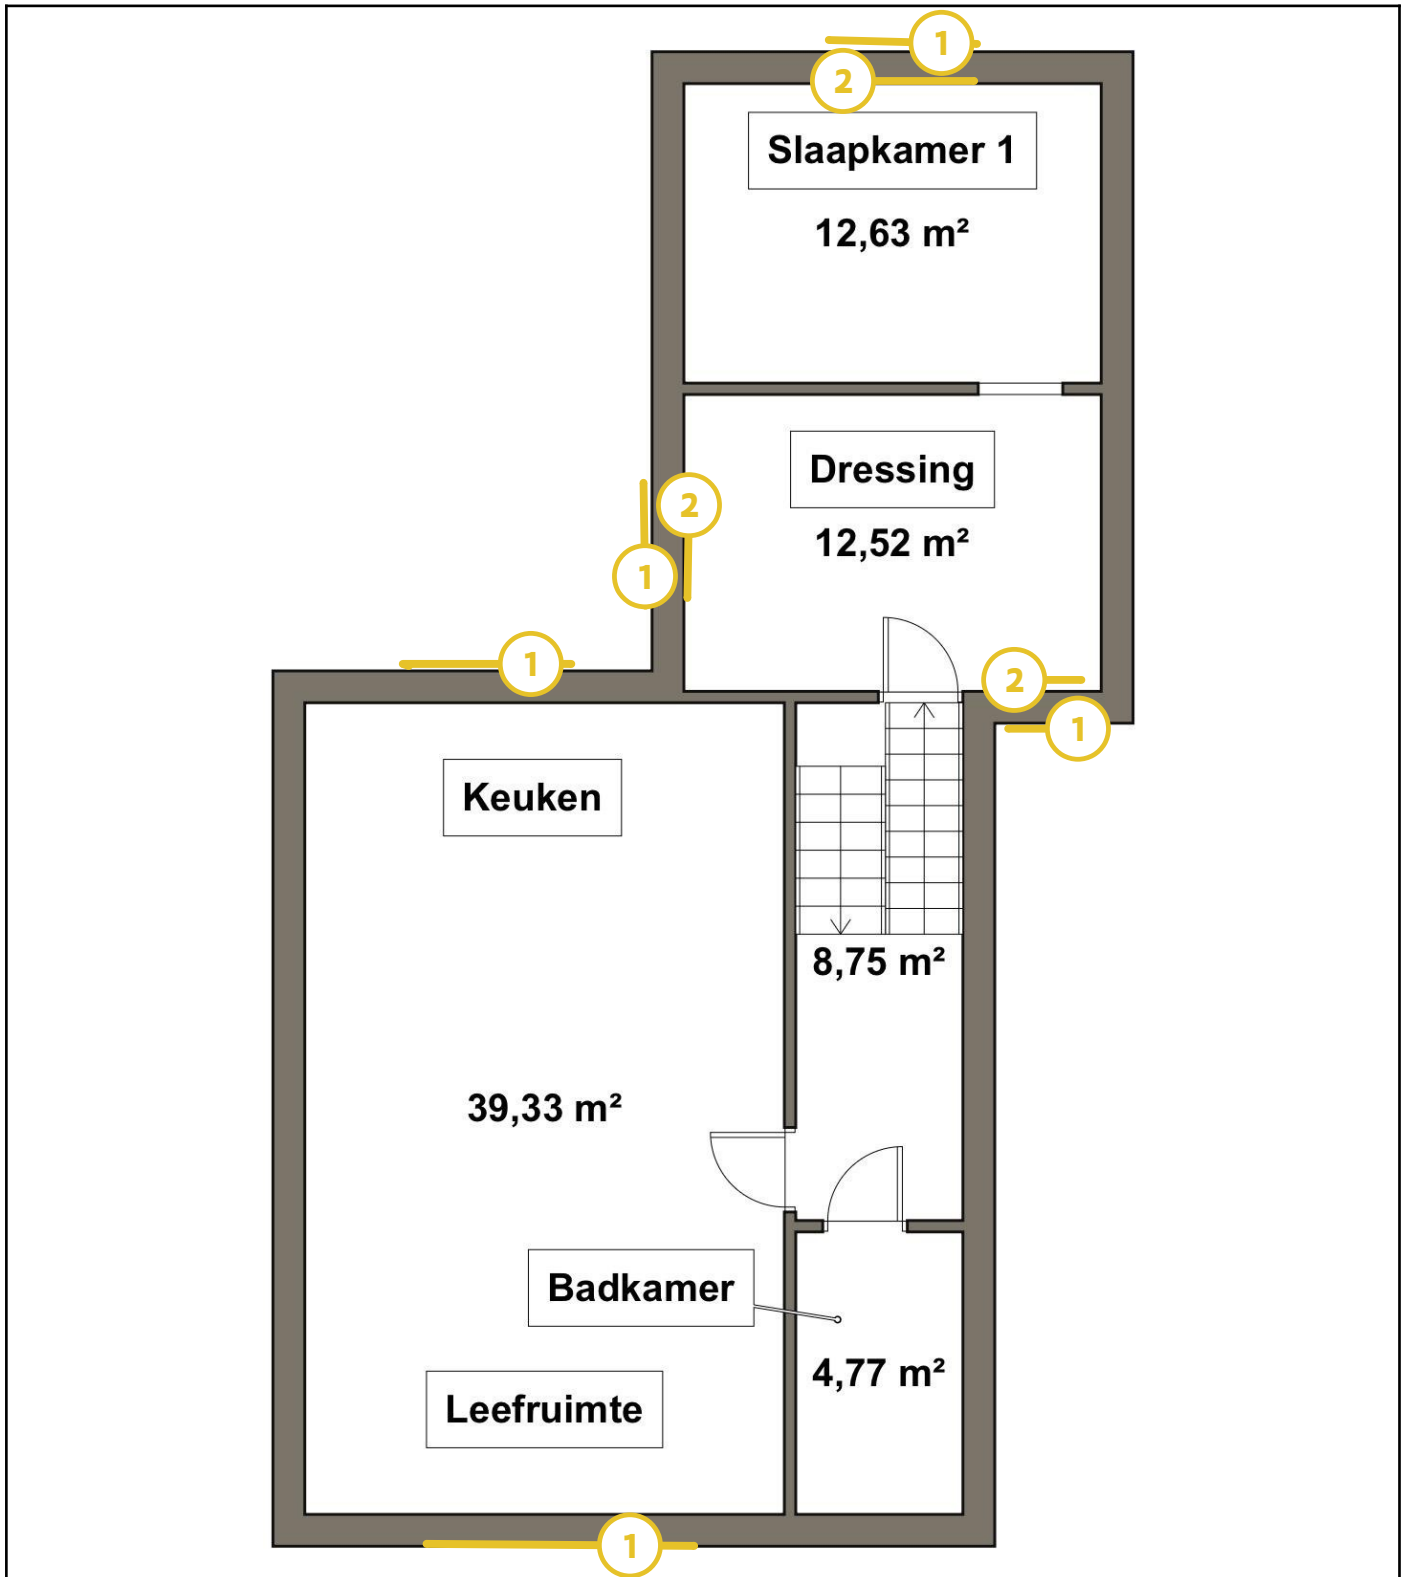 1
2
Slaapkamer 1
12,63 m²
Dressing
2
12,52 m²
1
1
2
1
Keuken
8,75 m²
39,33 m²
Badkamer
4,77 m²
Leefruimte
1